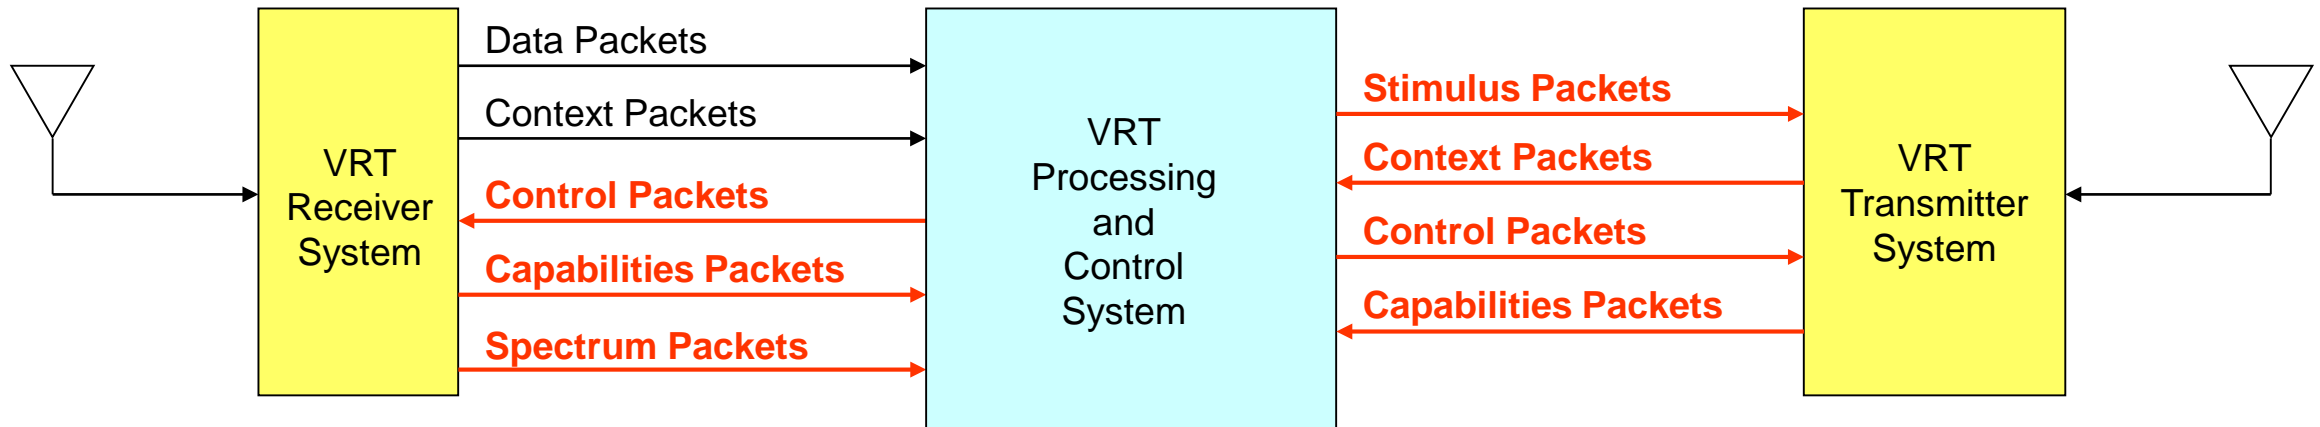 VRT
Receiver
System
Data Packets
Context Packets
Control Packets
Capabilities Packets
Spectrum Packets
VRT
Processing
and
Control
System
Stimulus Packets
Context Packets
Control Packets
Capabilities Packets
VRT
Transmitter
System